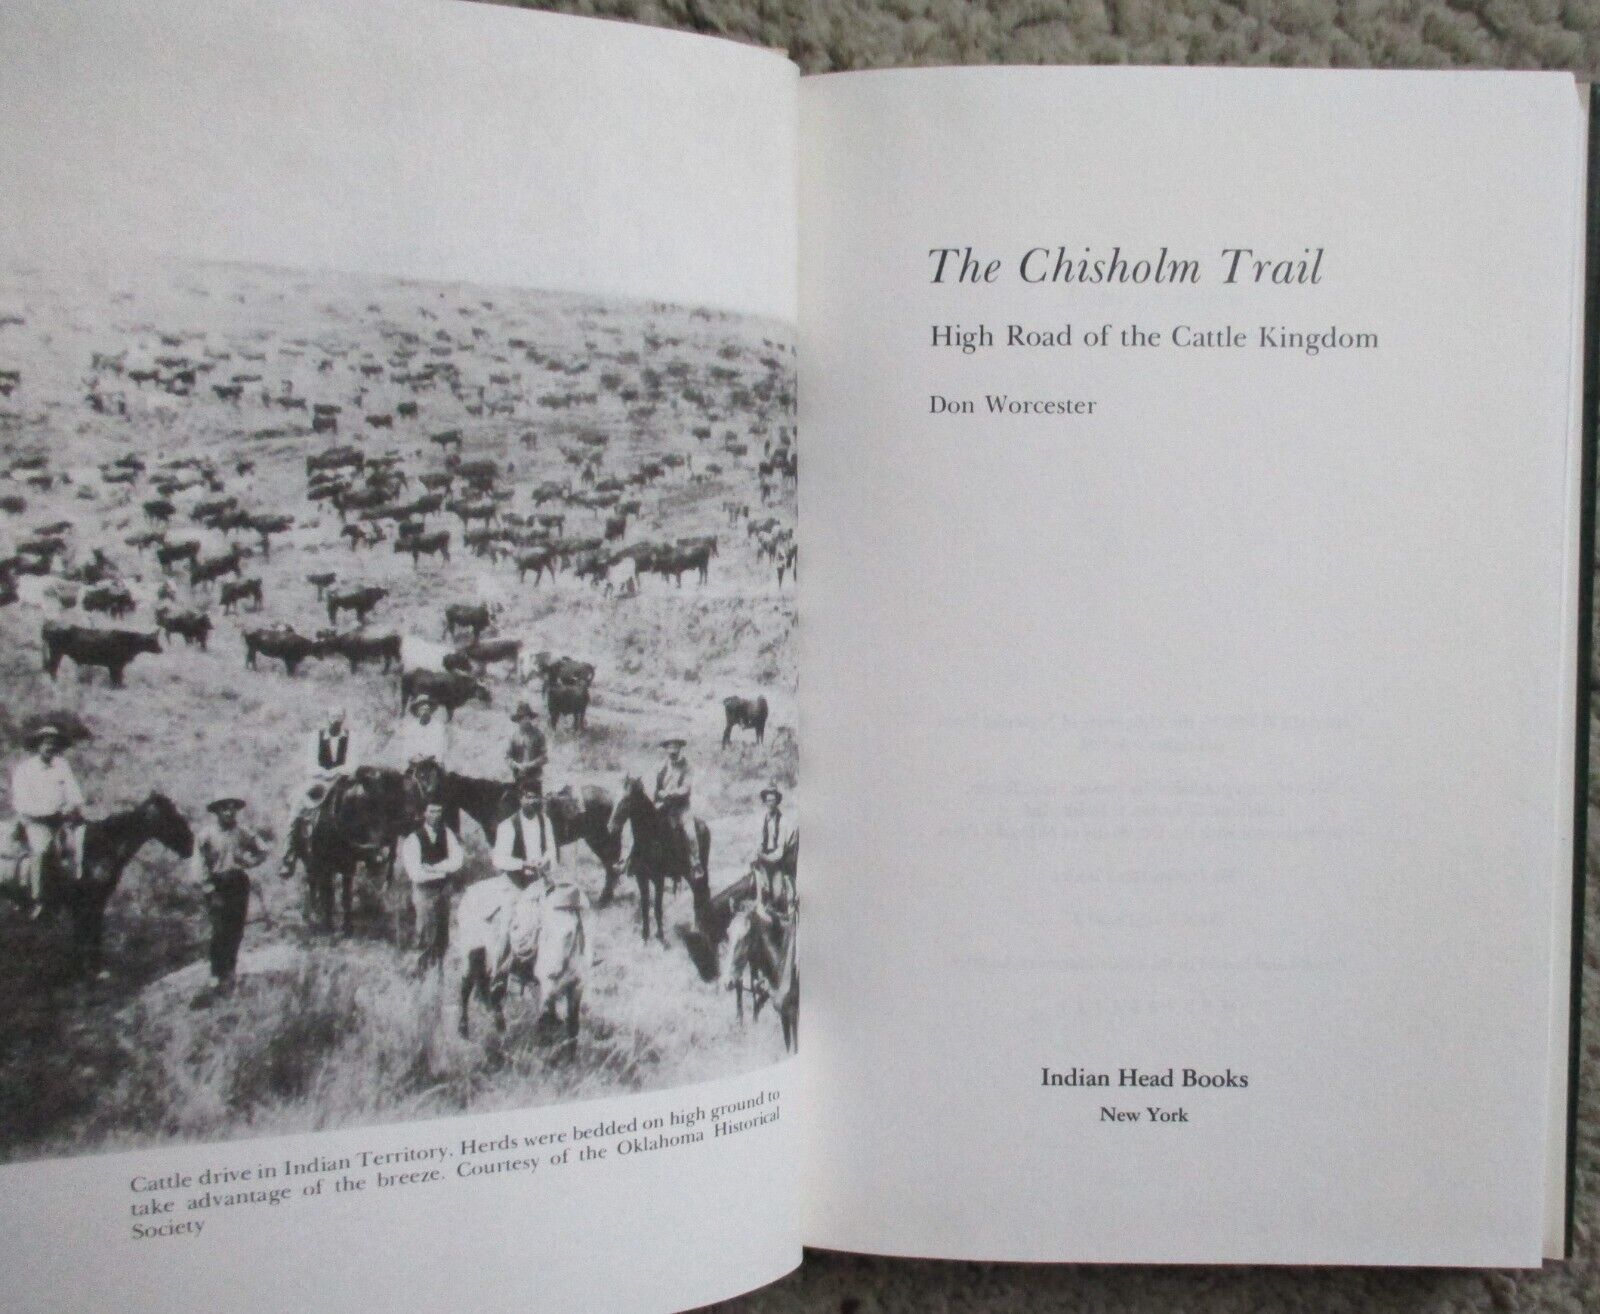 Cattle drive in Indian Territory. Herds were bedded on high ground to
take advantage of the breeze. Courtesy of the Oklahoma Historical
Society
The Chisholm Trail
High Road of the Cattle Kingdom
Don Worcester
Indian Head Books
New York